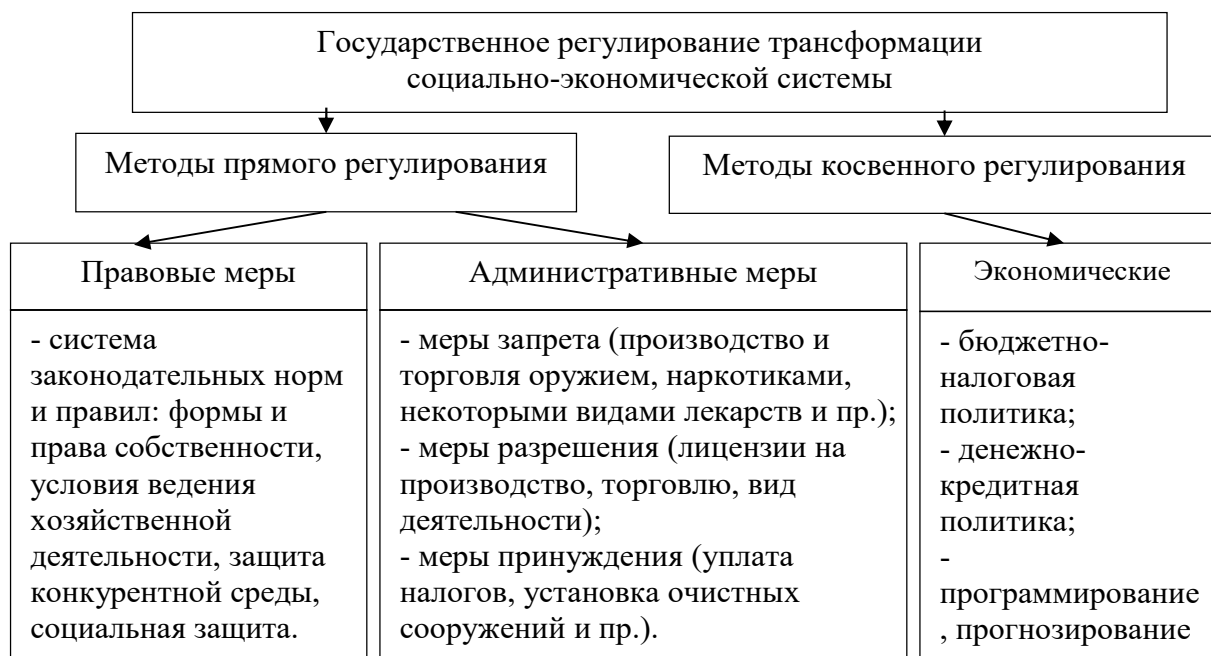 Государственное регулирование трансформации
социально-экономической системы
Методы прямого регулирования
Методы косвенного регулирования
Правовые меры
- система
законодательных норм
и правил: формы и
права собственности,
условия ведения
хозяйственной
деятельности, защита
конкурентной среды,
социальная защита.
Административные меры
- меры запрета (производство и
торговля оружием, наркотиками,
некоторыми видами лекарств и пр.);
- меры разрешения (лицензии на
производство, торговлю, вид
деятельности);
- меры принуждения (уплата
налогов, установка очистных
сооружений и пр.).
Экономические
- бюджетно-
налоговая
политика;
- денежно-
кредитная
политика;
-
программирование
, прогнозирование